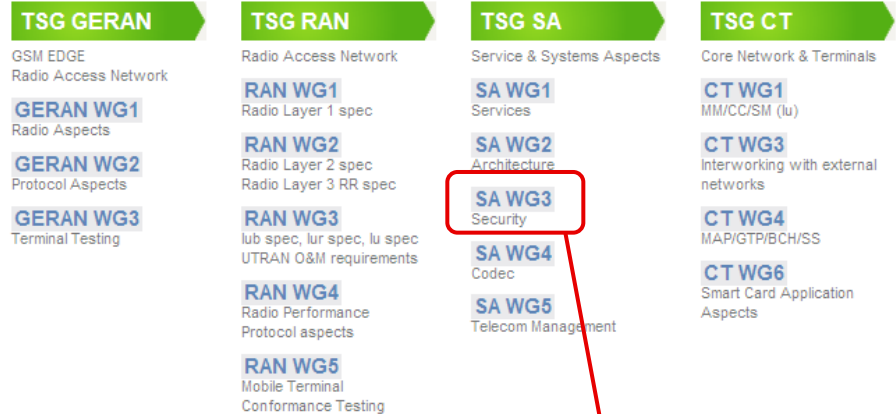 TSG GERAN
GSM EDGE
Radio Access Network
GERAN WG1
Radio Aspects
GERAN WG2
Protocol Aspects
GERAN WG3
Terminal Testing
TSG RAN
Radio Access Network
RAN WG1
Radio Layer 1 spec
RAN WG2
Radio Layer 2 spec
Radio Layer 3 RR spec
RAN WG3
Iub spec, Iur spec, Iu spec
UTRAN O&M requirements
RAN WG4
Radio Performance
Protocol aspects
RAN WG5
Mobile Terminal
Conformance Testing
TSG SA
Service & Systems Aspects
SA WG1
Services
SA WG2
Architecture
SA WG3
Security
SA WG4
Codec
SA WG5
Telecom Management
TSG CT
Core Network & Terminals
CT WG1
MM/CC/SM (Iu)
CT WG3
Interworking with external
networks
CT WG4
MAP/GTP/BCH/SS
CT WG6
Smart Card Application
Aspects